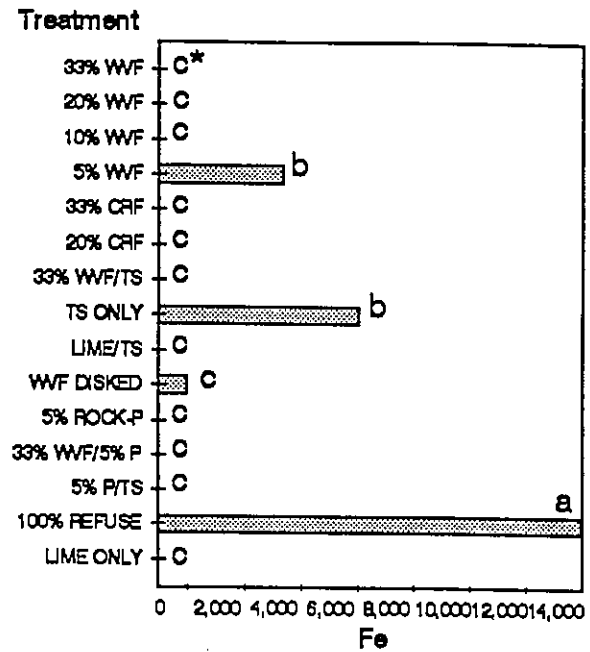 Treatment
33% WVF C*
20% WVF C
10% WVF C
5% WVF b
33% CRF C
20% CRF C
33% WVF/TS C
TS ONLY b
LIME/TS C
WVF DISKED C
5% ROCK-P C
33% WVF/5% P C
5% P/TS C
100% REFUSE a
LIME ONLY C
0 2,000 4,000 6,000 8,000 10,000 12,000 14,000
Fe